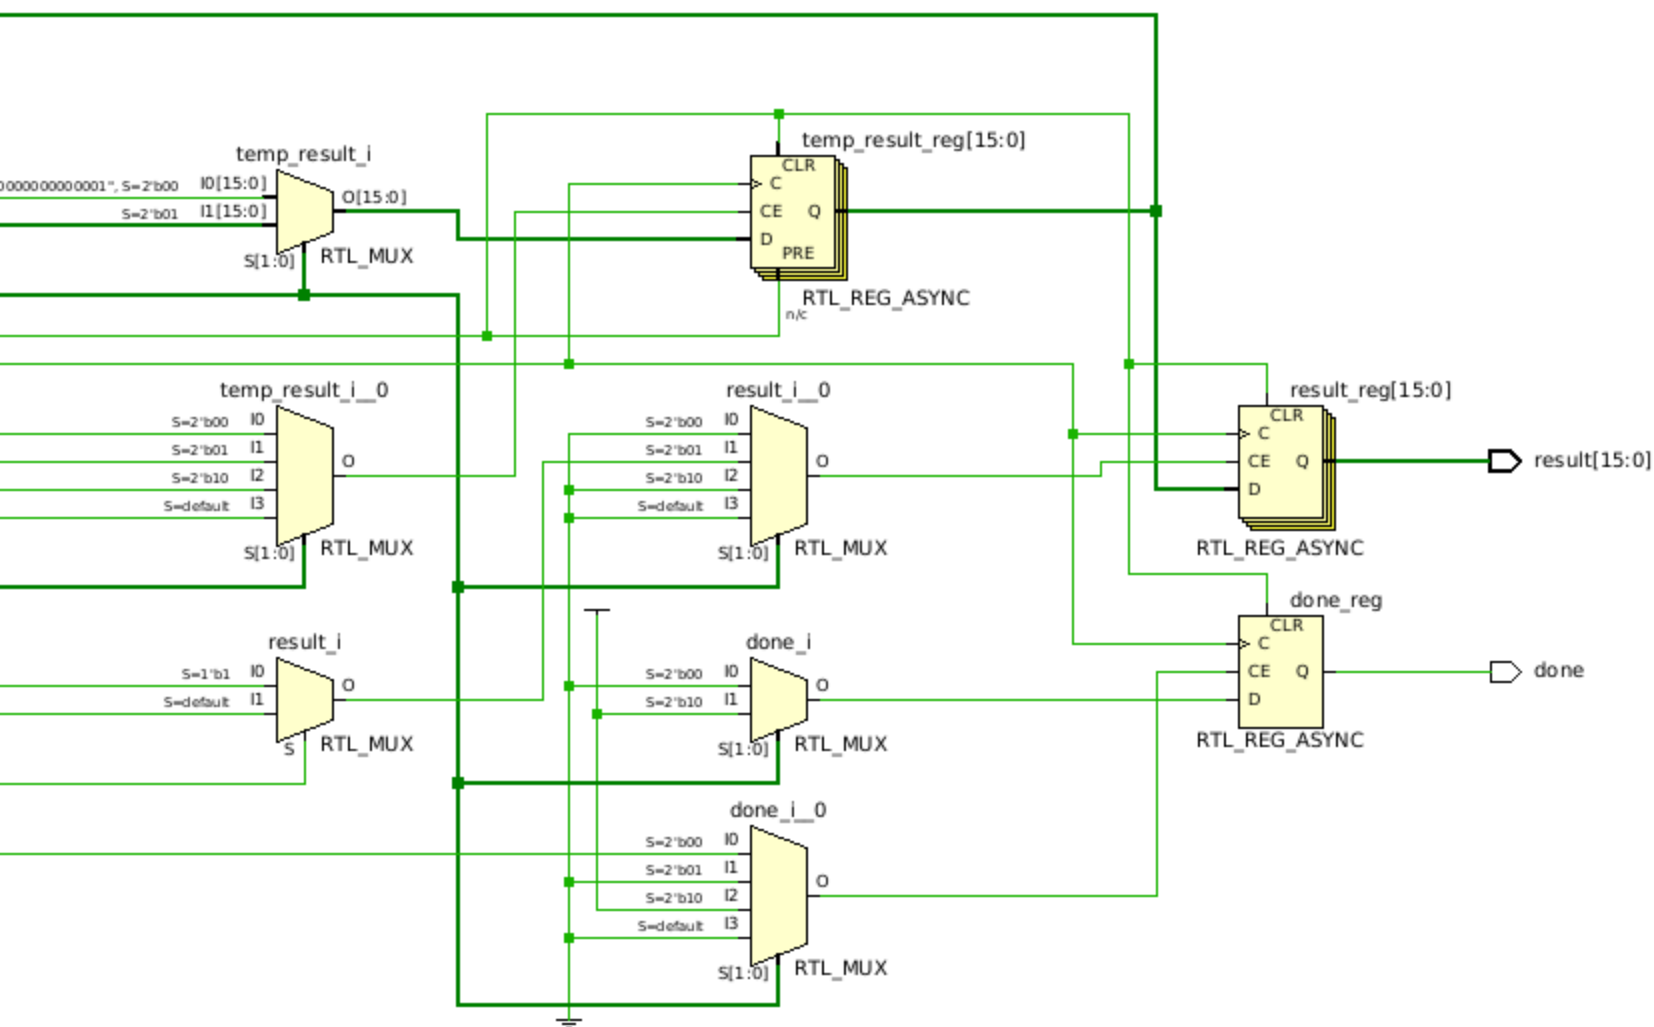 temp_result_reg[15:0]
temp_result_i
CLR
000000000001", S=2'b00 I0[15:0]
C
O[15:0]
S=2'b01 I1[15:0]
CE Q
D
PRE
S[1:0] RTL_MUX
RTL_REG_ASYNC
n/c
temp_result_i__0
result_i__0
result_reg[15:0]
CLR
S=2'b00 I0
S=2'b00 I0
C
S=2'b01 I1
O
S=2'b01 I1
O
CE Q
result[15:0]
S=2'b10 I2
S=2'b10 I2
D
S=default I3
S=default I3
S[1:0] RTL_MUX
S[1:0] RTL_MUX
RTL_REG_ASYNC
done_reg
result_i
done_i
CLR
C
S=1'b1 I0
O
S=2'b00 I0
O
CE Q
done
S=default I1
S=2'b10 I1
D
S RTL_MUX
S[1:0] RTL_MUX
RTL_REG_ASYNC
done_i__0
S=2'b00 I0
S=2'b01 I1
O
S=2'b10 I2
S=default I3
S[1:0] RTL_MUX